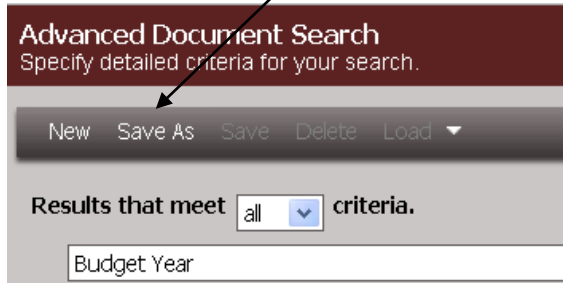 Advanced Document Search
Specify detailed criteria for your search.
New Save As Save Delete Load
Results that meet all criteria.
Budget Year